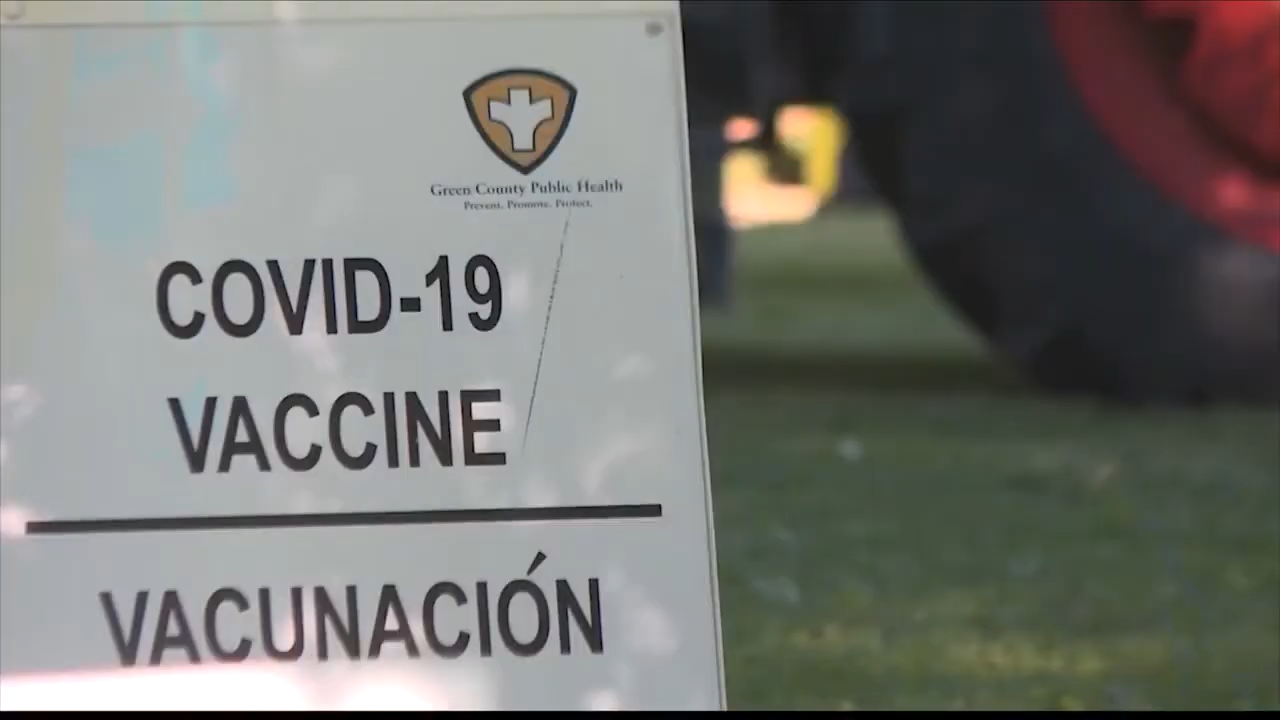 Green County Public Health
Prevent. Promote. Protect.
COVID-19
VACCINE
VACUNACIÓN